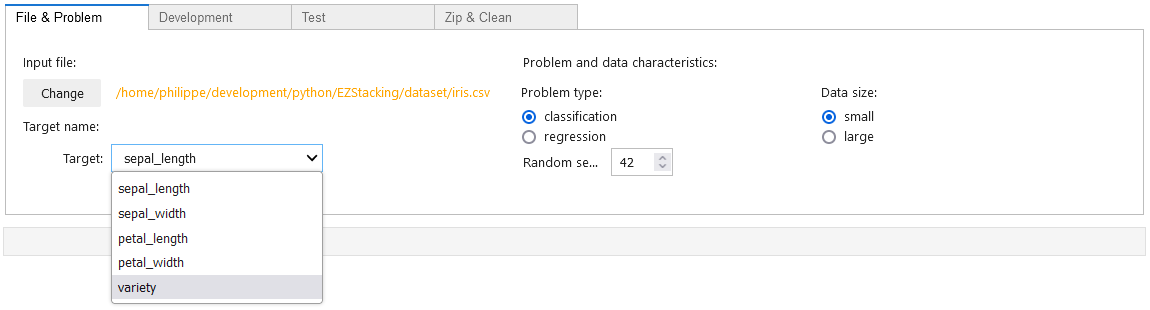 File & Problem
Development
Test
Zip & Clean
Input file:
Change
/home/philippe/development/python/EZStacking/dataset/iris.csv
Target name:
Target:
sepal_length
sepal_length
sepal_width
petal_length
petal_width
variety
Problem and data characteristics:
Problem type:
classification
regression
Random se...
42
Data size:
small
large